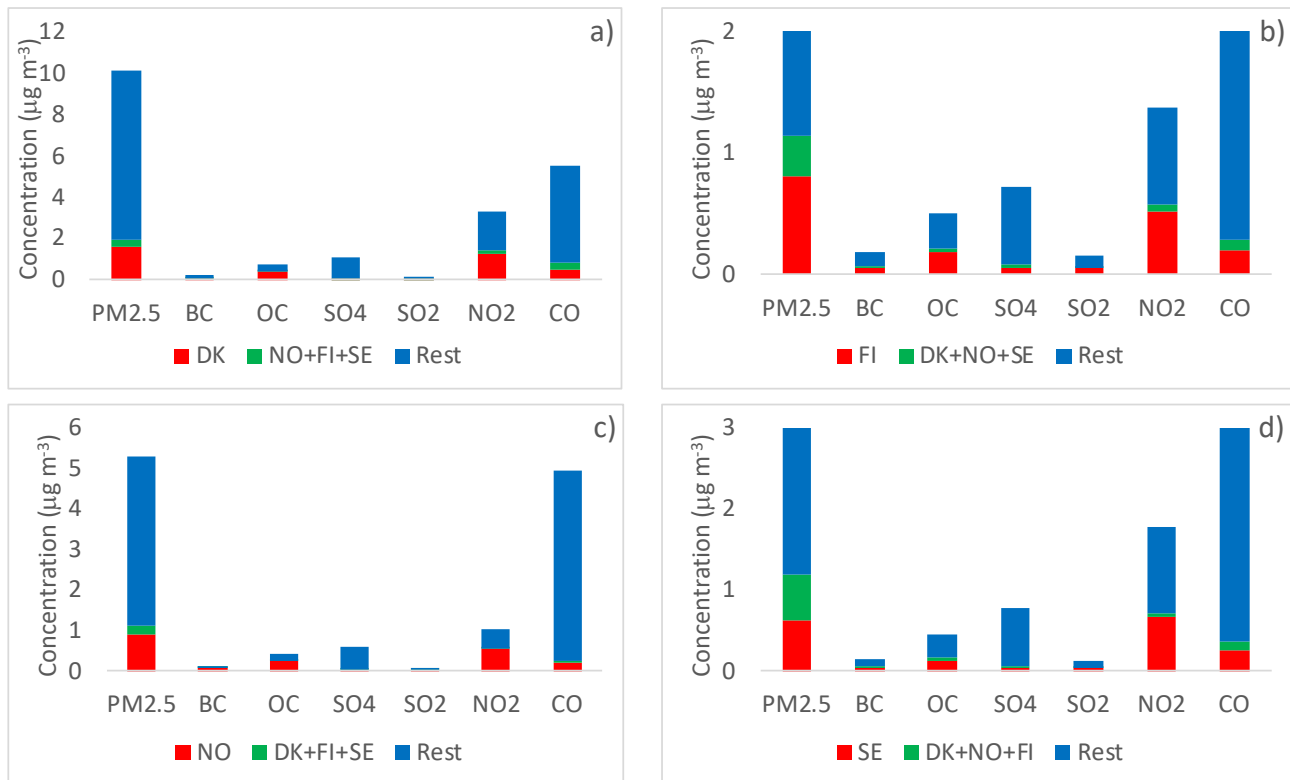 a)
Concentration (μg m⁻³)
12
10
8
6
4
2
0
PM2.5 BC OC SO4 SO2 NO2 CO
DK NO+FI+SE Rest
b)
Concentration (μg m⁻³)
2
1
0
PM2.5 BC OC SO4 SO2 NO2 CO
FI DK+NO+SE Rest
c)
Concentration (μg m⁻³)
6
5
4
3
2
1
0
PM2.5 BC OC SO4 SO2 NO2 CO
NO DK+FI+SE Rest
d)
Concentration (μg m⁻³)
3
2
1
0
PM2.5 BC OC SO4 SO2 NO2 CO
SE DK+NO+FI Rest